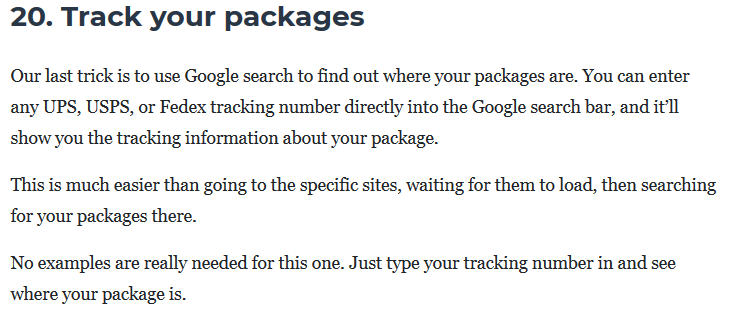 20. Track your packages
Our last trick is to use Google search to find out where your packages are. You can enter
any UPS, USPS, or Fedex tracking number directly into the Google search bar, and it’ll
show you the tracking information about your package.
This is much easier than going to the specific sites, waiting for them to load, then searching
for your packages there.
No examples are really needed for this one. Just type your tracking number in and see
where your package is.